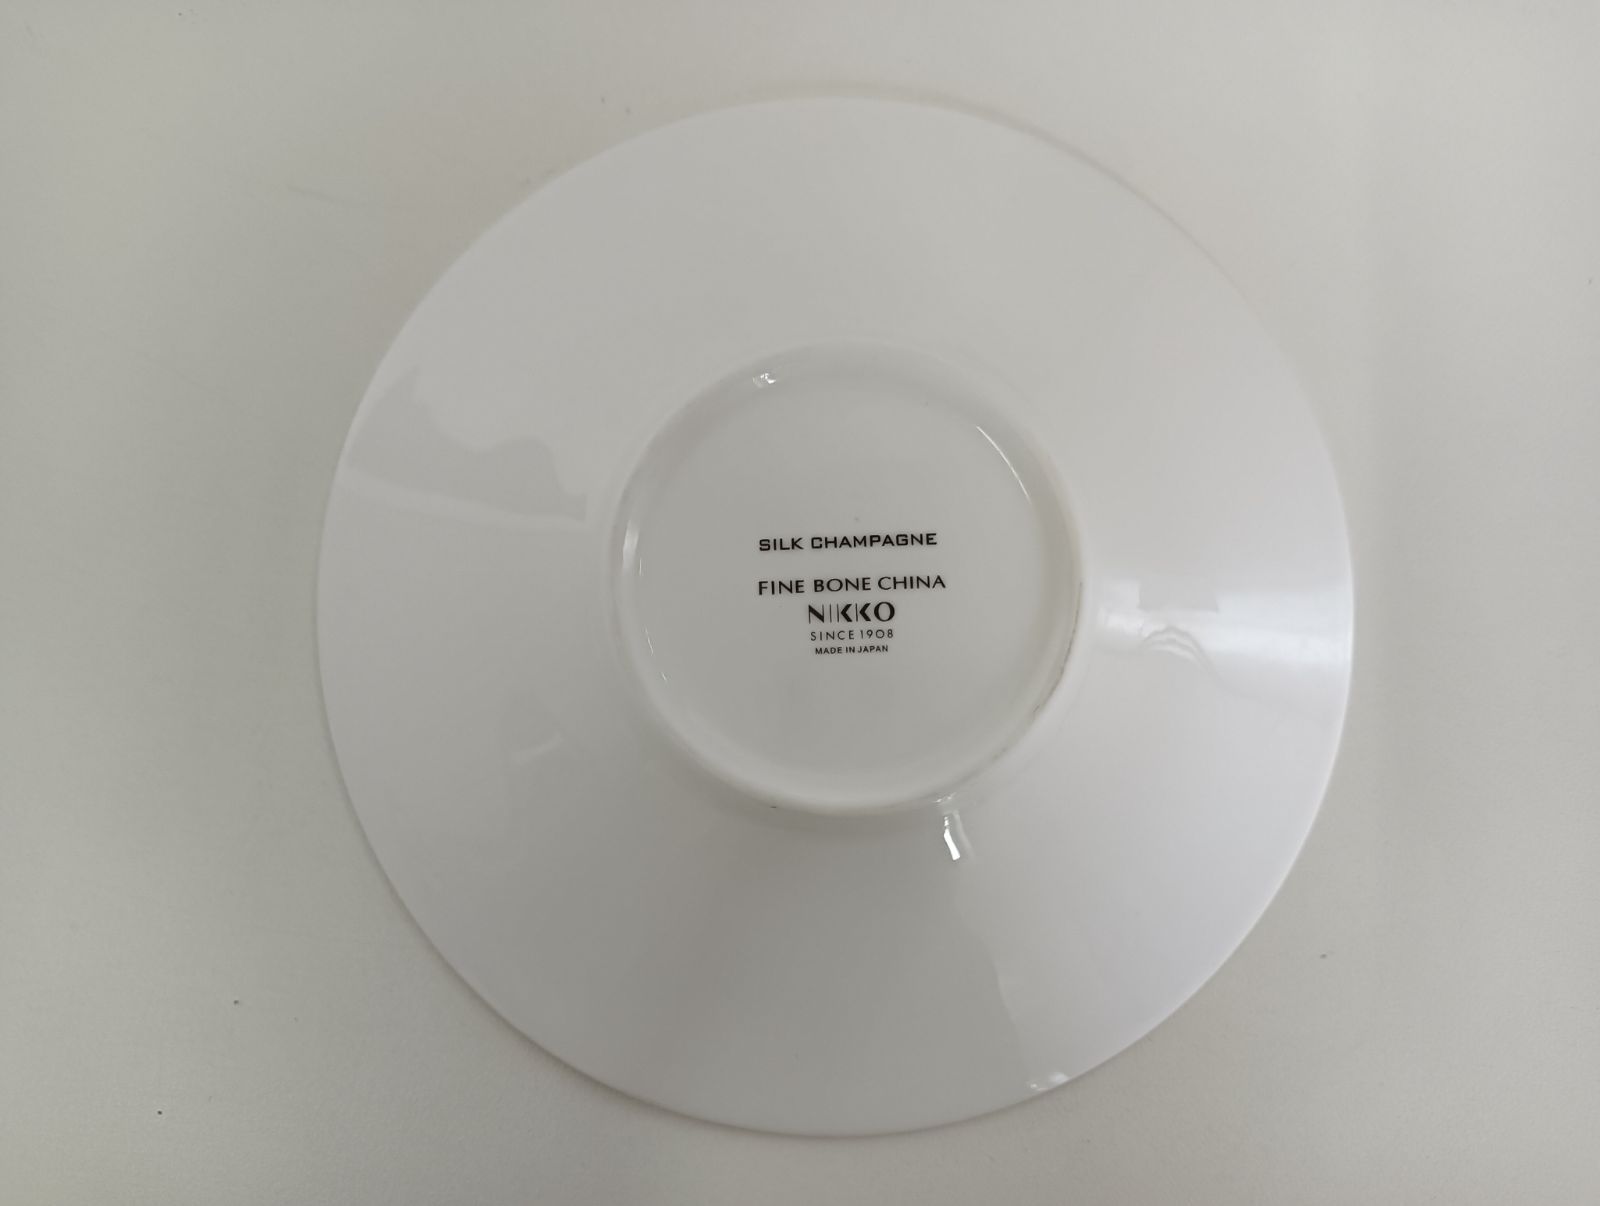 SILK CHAMPAGNE
FINE BONE CHINA
NIKKO
SINCE 1908
MADE IN JAPAN